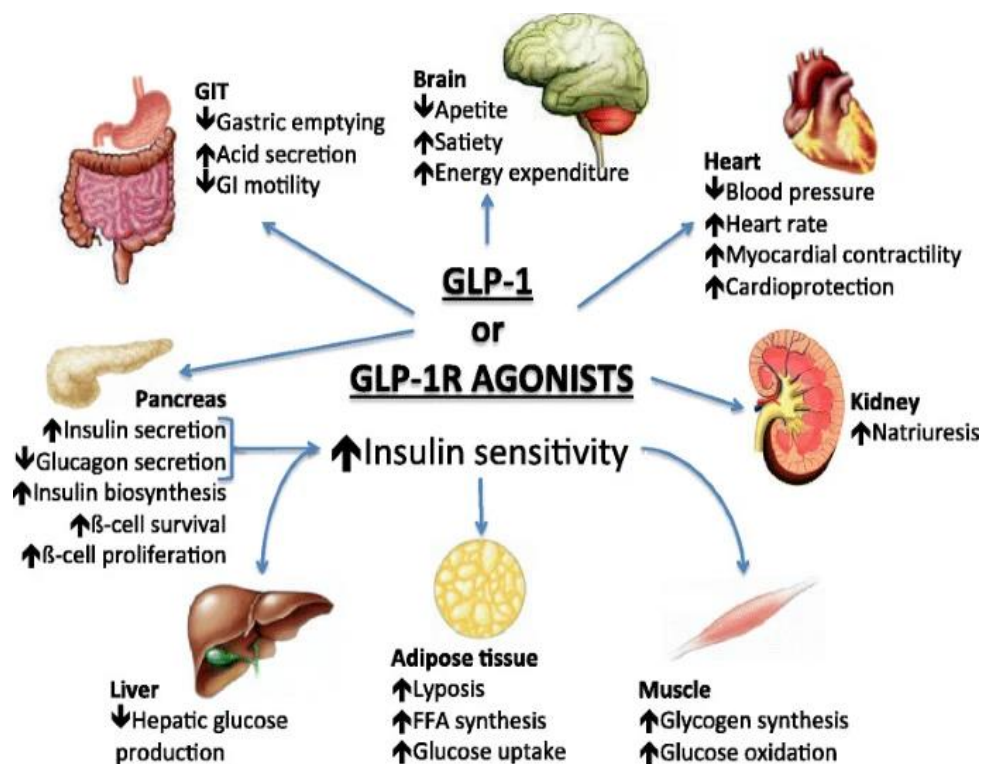 GIT
↓Gastric emptying
↑Acid secretion
↓GI motility
Brain
↓Apetite
↑Satiety
↑Energy expenditure
Heart
↓Blood pressure
↑Heart rate
↑Myocardial contractility
↑Cardioprotection
GLP-1
or
GLP-1R AGONISTS
↑Insulin sensitivity
Pancreas
↑Insulin secretion
↓Glucagon secretion
↑Insulin biosynthesis
↑ß-cell survival
↑ß-cell proliferation
Kidney
↑Natriuresis
Liver
↓Hepatic glucose
production
Adipose tissue
↑Lyposis
↑FFA synthesis
↑Glucose uptake
Muscle
↑Glycogen synthesis
↑Glucose oxidation